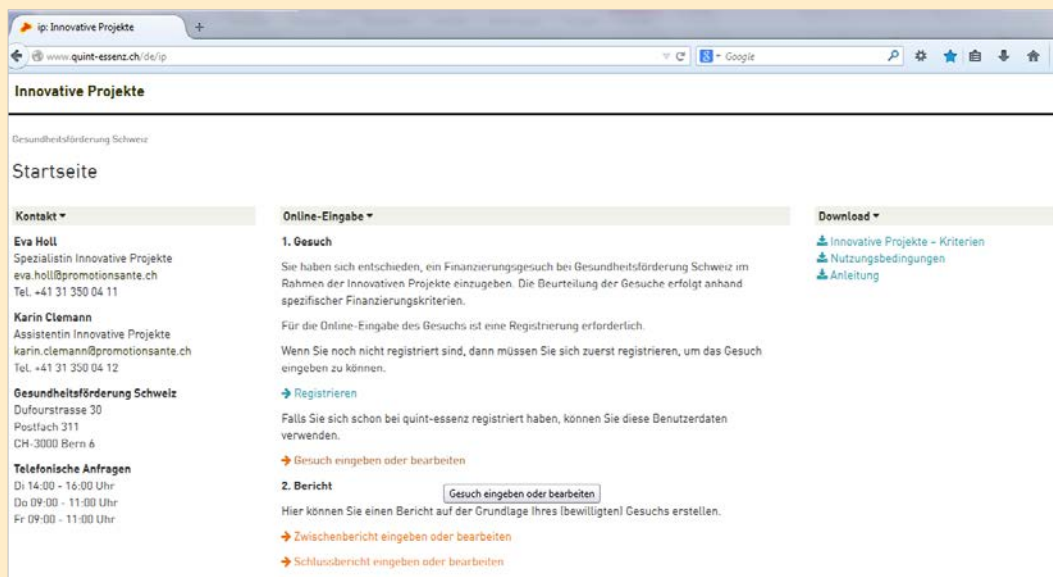 ip: Innovative Projekte
www.quint-essenz.ch/de/ip
Google
Innovative Projekte
Gesundheitsförderung Schweiz
Startseite
Kontakt
Eva Holl
Spezialistin Innovative Projekte
eva.holl@promotionsante.ch
Tel. +41 31 350 04 11
Karin Clemann
Assistentin Innovative Projekte
karin.clemann@promotionsante.ch
Tel. +41 31 350 04 12
Gesundheitsförderung Schweiz
Dufourstrasse 30
Postfach 311
CH-3000 Bern 6
Telefonische Anfragen
Di 14:00 - 16:00 Uhr
Do 09:00 - 11:00 Uhr
Fr 09:00 - 11:00 Uhr
Online-Eingabe
1. Gesuch
Sie haben sich entschieden, ein Finanzierungsgesuch bei Gesundheitsförderung Schweiz im
Rahmen der Innovativen Projekte einzugeben. Die Beurteilung der Gesuche erfolgt anhand
spezifischer Finanzierungskriterien.
Für die Online-Eingabe des Gesuchs ist eine Registrierung erforderlich.
Wenn Sie noch nicht registriert sind, dann müssen Sie sich zuerst registrieren, um das Gesuch
eingeben zu können.
Registrieren
Falls Sie sich schon bei quint-essenz registriert haben, können Sie diese Benutzerdaten
verwenden.
Gesuch eingeben oder bearbeiten
2. Bericht
Gesuch eingeben oder bearbeiten
Hier können Sie einen Bericht auf der Grundlage Ihres (bewilligten) Gesuchs erstellen.
Zwischenbericht eingeben oder bearbeiten
Schlussbericht eingeben oder bearbeiten
Download
Innovative Projekte – Kriterien
Nutzungsbedingungen
Anleitung